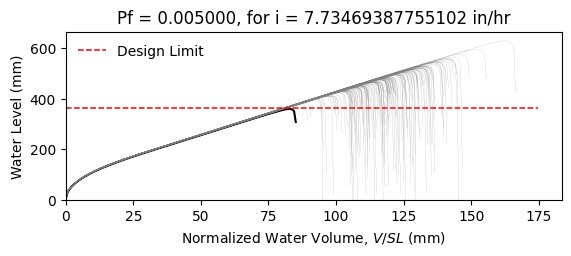 Pf = 0.005000, for i = 7.73469387755102 in/hr
Design Limit
Water Level (mm)
600
400
200
0
0 25 50 75 100 125 150 175
Normalized Water Volume, V/SL (mm)